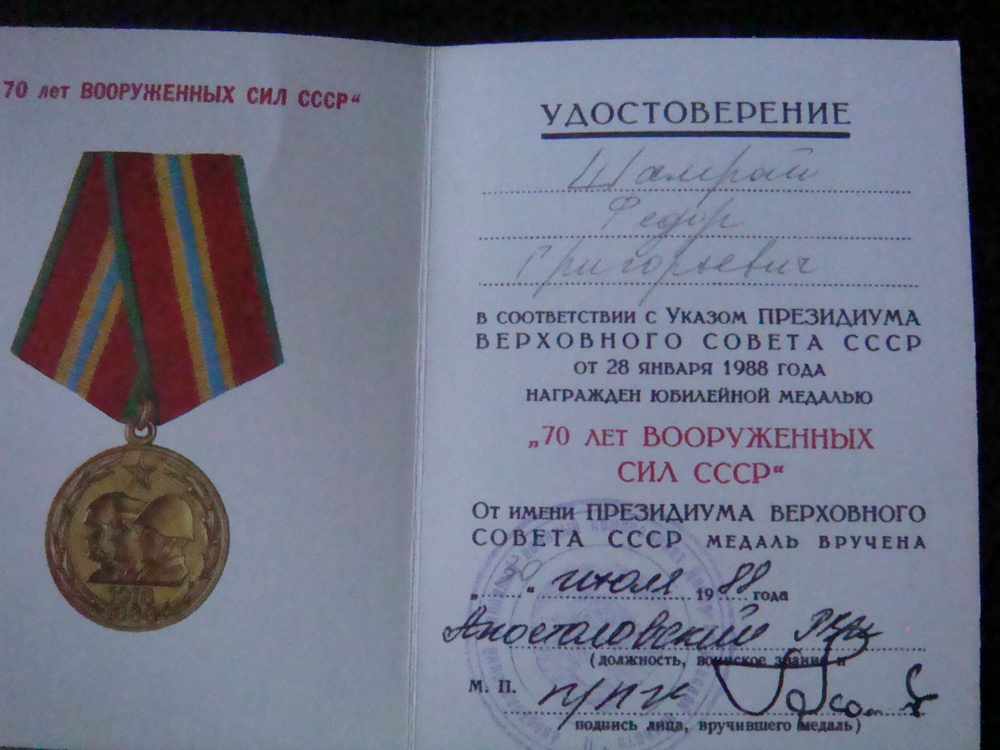 70 лет ВООРУЖЕННЫХ СИЛ СССР“
УДОСТОВЕРЕНИЕ
Шамрай
Федор
Григорьевич
В СООТВЕТСТВИИ С УКАЗОМ ПРЕЗИДИУМА
ВЕРХОВНОГО СОВЕТА СССР
ОТ 28 ЯНВАРЯ 1988 ГОДА
НАГРАЖДЕН ЮБИЛЕЙНОЙ МЕДАЛЬЮ
„70 ЛЕТ ВООРУЖЕННЫХ
СИЛ СССР“
ОТ ИМЕНИ ПРЕЗИДИУМА ВЕРХОВНОГО
СОВЕТА СССР МЕДАЛЬ ВРУЧЕНА
„30“ июля 1988 года
Апостоловский
(должность, воинское звание и
М. П.
подпись лица, вручившего медаль)